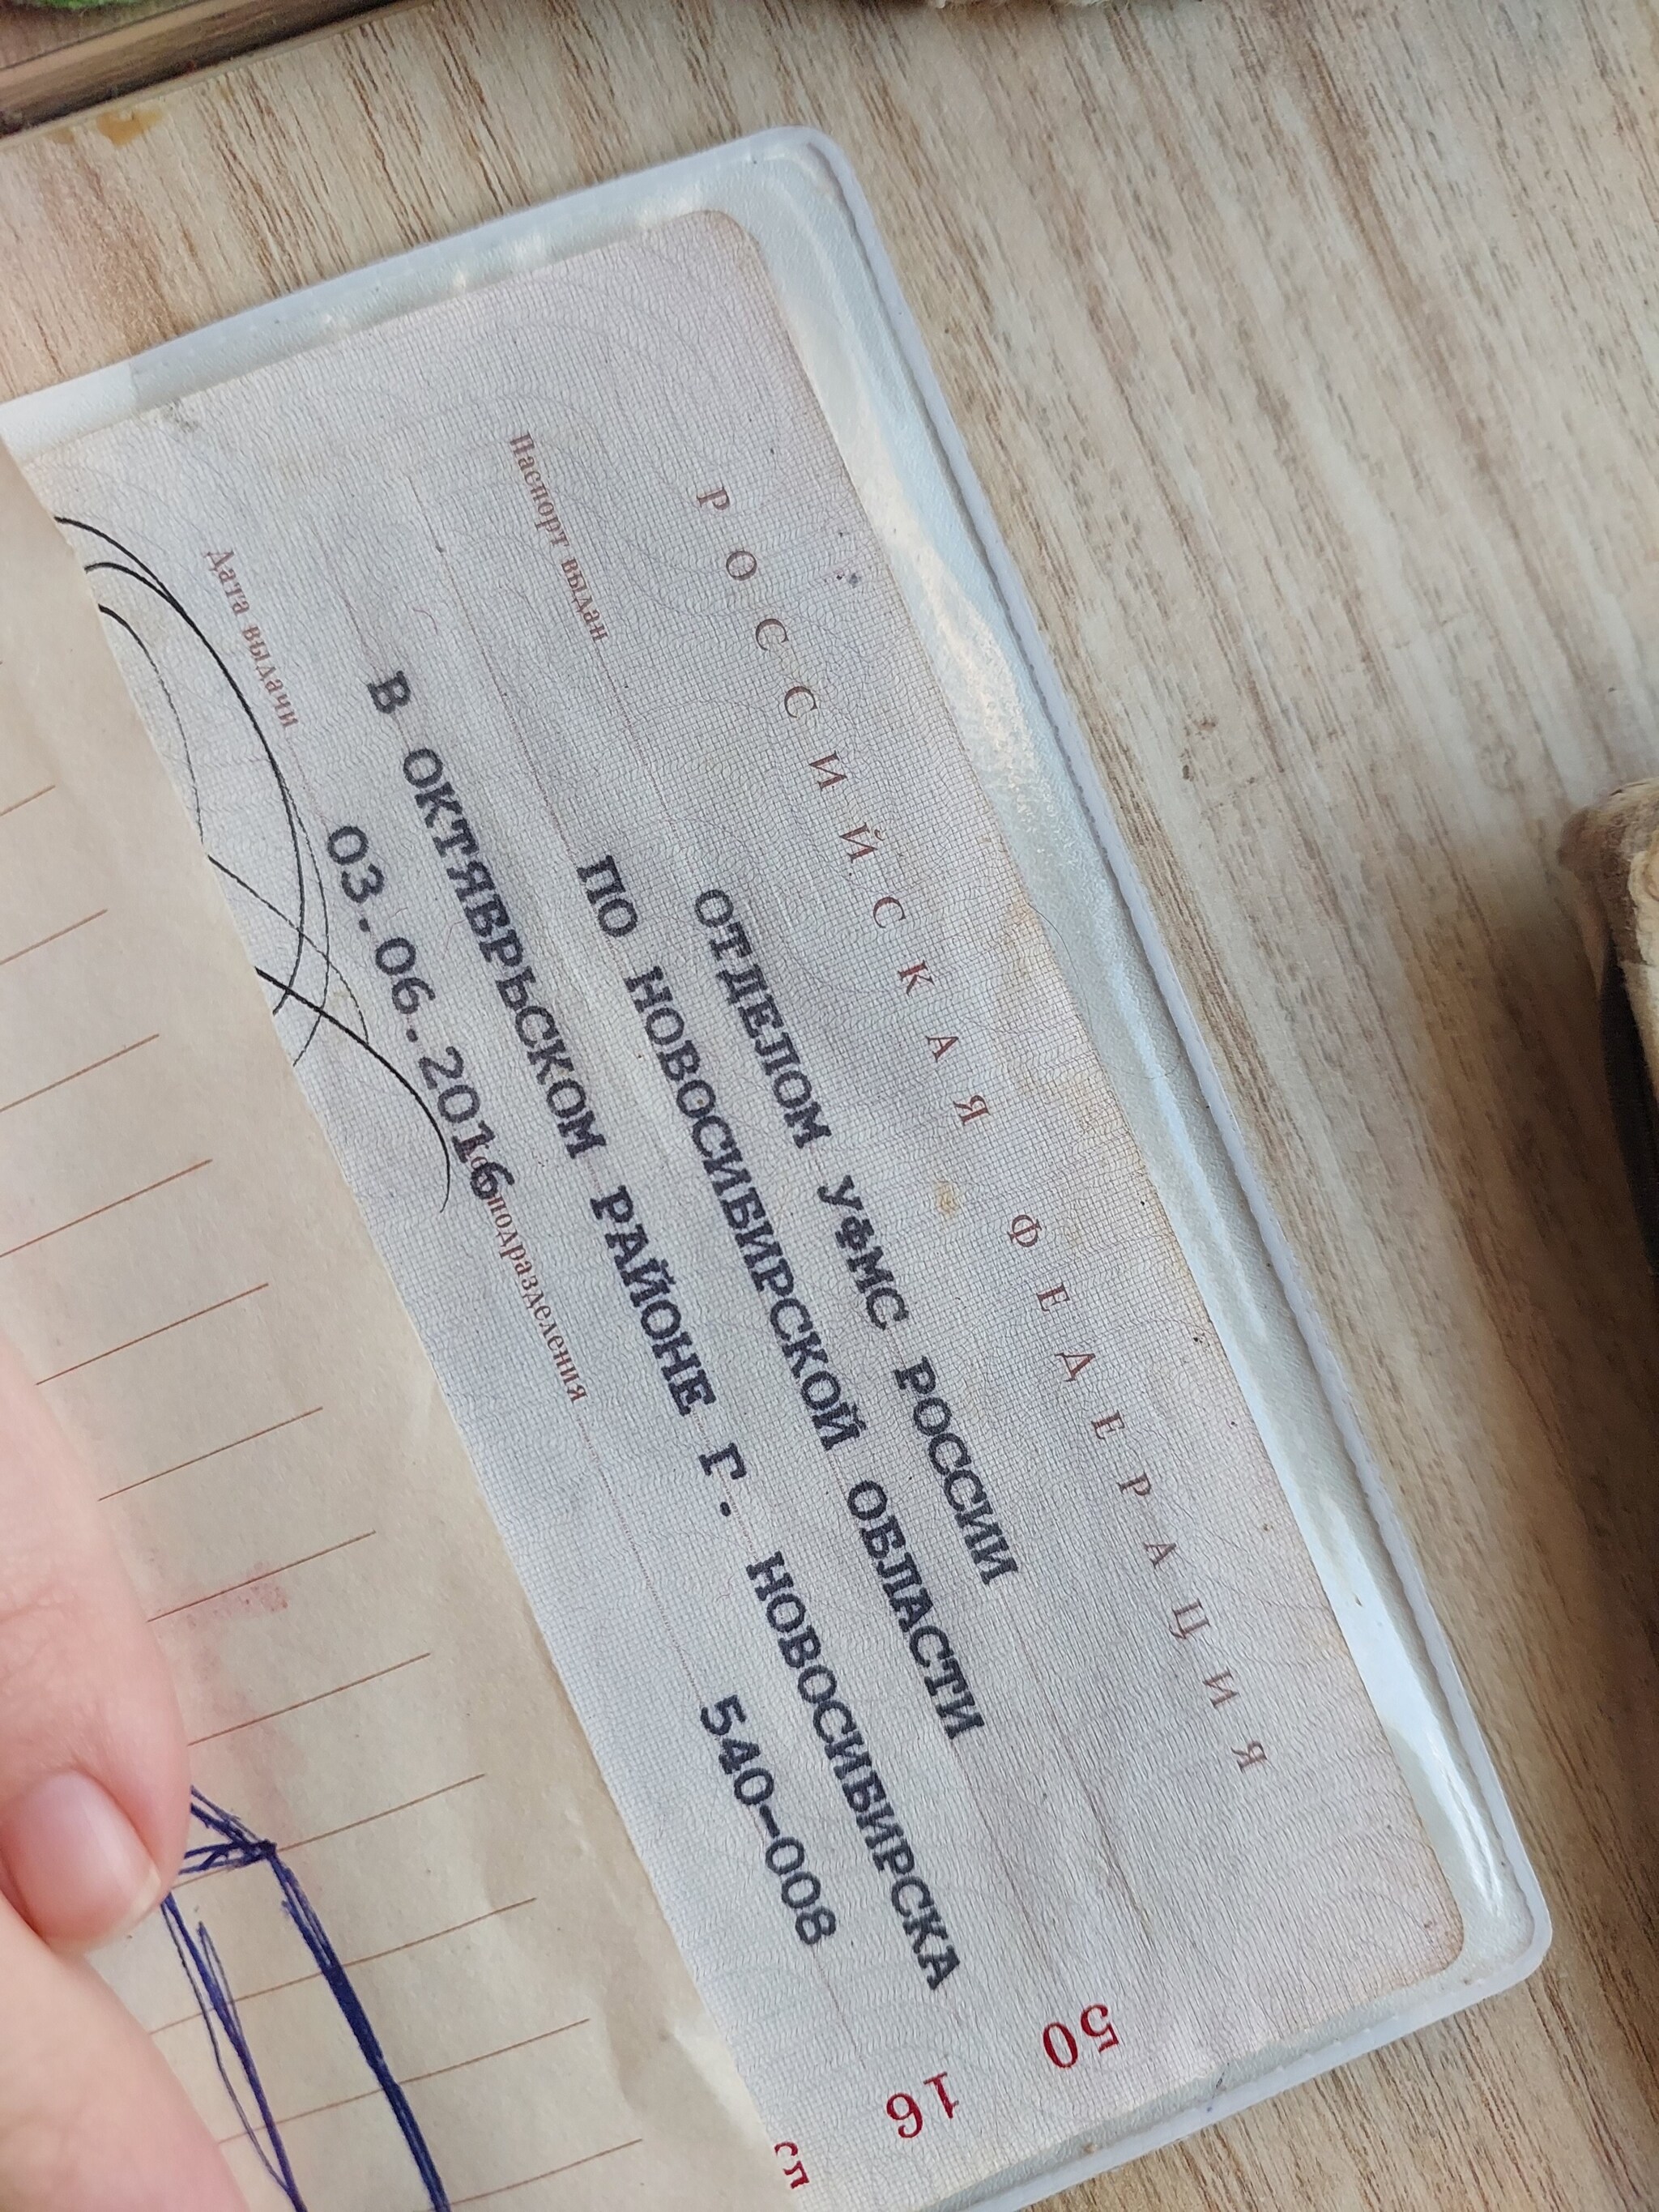 РОССИЙСКАЯ ФЕДЕРАЦИЯ
Паспорт выдан
ОТДЕЛОМ УФМС РОССИИ
ПО НОВОСИБИРСКОЙ ОБЛАСТИ
В ОКТЯБРЬСКОМ РАЙОНЕ Г. НОВОСИБИРСКА
Дата выдачи 03.06.2016
подразделения 540-008
50 16